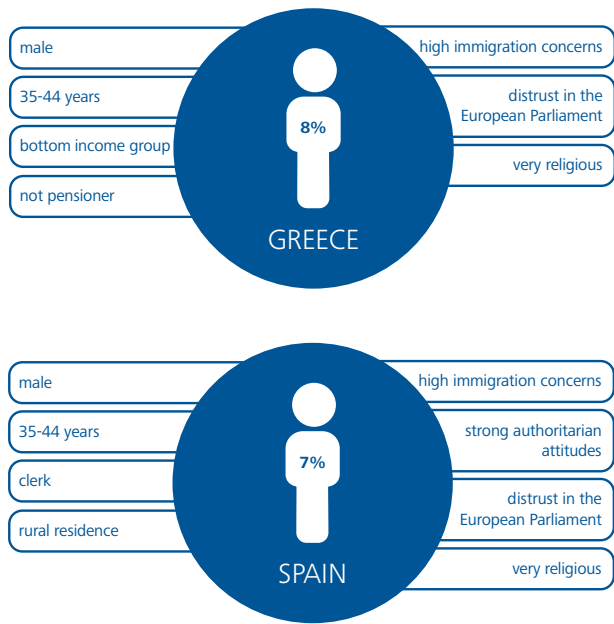 male
35-44 years
bottom income group
not pensioner
8%
GREECE
high immigration concerns
distrust in the
European Parliament
very religious
male
35-44 years
clerk
rural residence
7%
SPAIN
high immigration concerns
strong authoritarian
attitudes
distrust in the
European Parliament
very religious